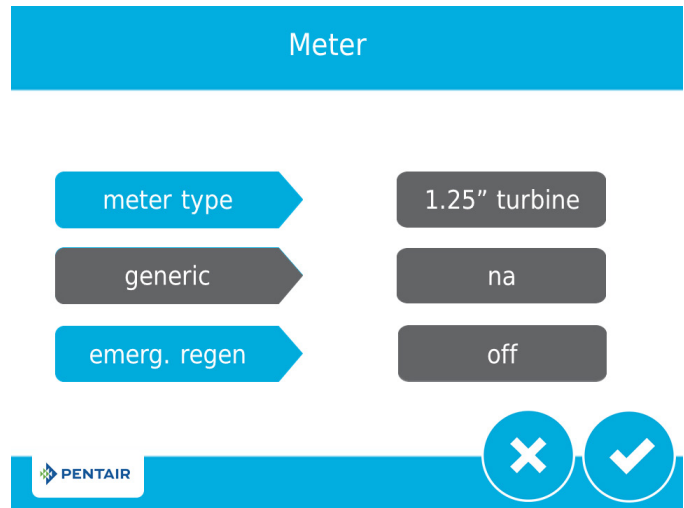 Meter
meter type
1.25” turbine
generic
na
emerg. regen
off
PENTAIR